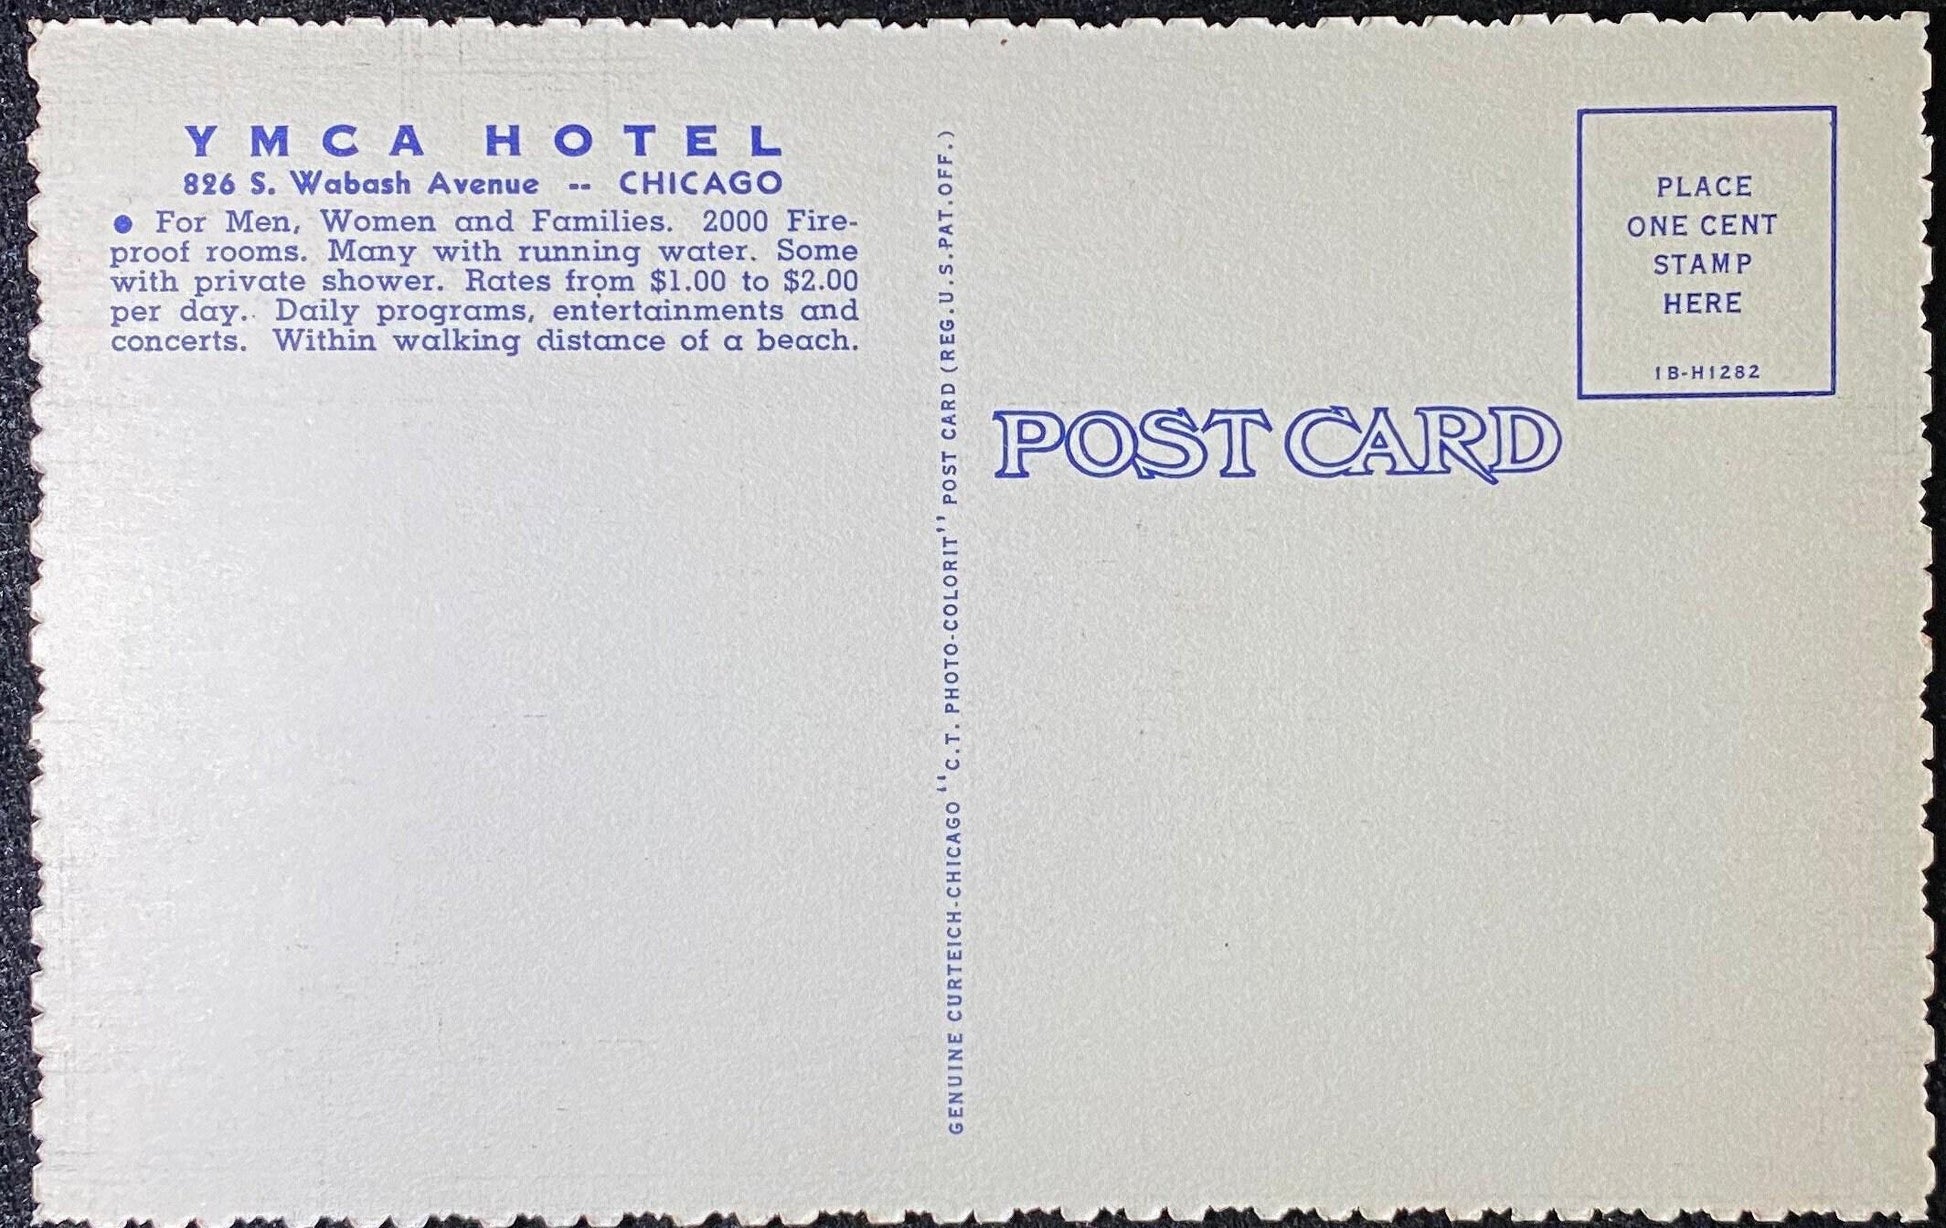 YMCA HOTEL
826 S. Wabash Avenue -- CHICAGO
● For Men, Women and Families. 2000 Fire-
proof rooms. Many with running water. Some
with private shower. Rates from $1.00 to $2.00
per day. Daily programs, entertainments and
concerts. Within walking distance of a beach.
GENUINE CURTEICH-CHICAGO "C.T. PHOTO-COLORIT" POST CARD (REG. U.S. PAT. OFF.)
PLACE
ONE CENT
STAMP
HERE
1B-H1282
POST CARD